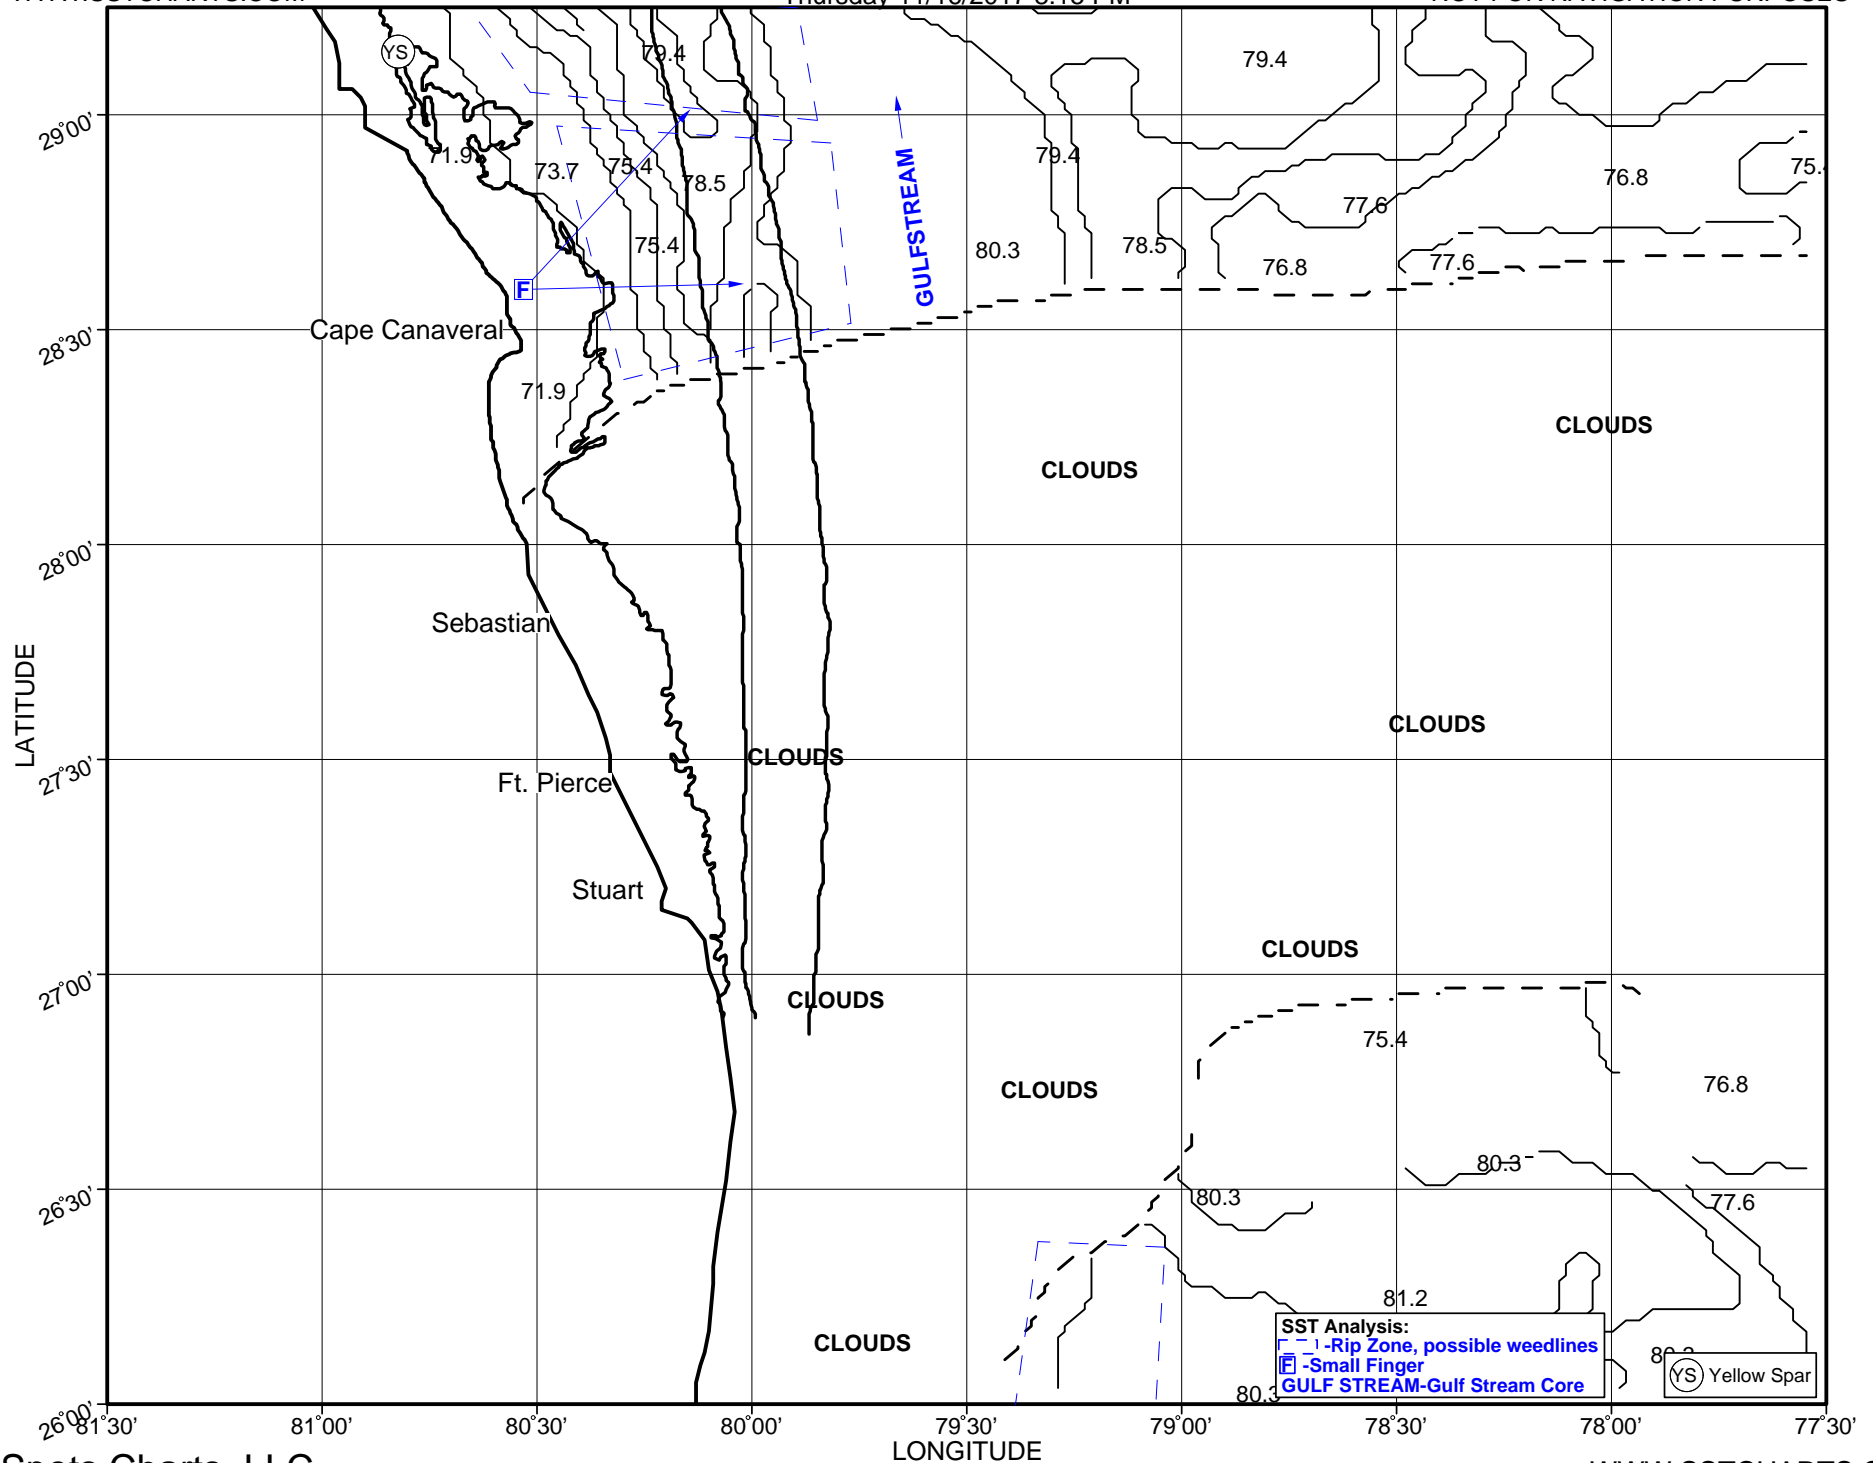 79.4
79.4
YS
29°00'
71.9
73.7
75.4
78.5
79.4
76.8
75.4
77.6
GULFSTREAM
75.4
80.3
78.5
76.8
77.6
F
Cape Canaveral
28°30'
71.9
CLOUDS
CLOUDS
28°00'
Sebastian
LATITUDE
CLOUDS
CLOUDS
27°30'
Ft. Pierce
Stuart
CLOUDS
27°00'
CLOUDS
75.4
76.8
CLOUDS
80.3
80.3
77.6
26°30'
81.2
CLOUDS
SST Analysis:
-Rip Zone, possible weedlines
F -Small Finger
GULF STREAM-Gulf Stream Core
YS Yellow Spar
80.3
26°00'
81°30'
81°00'
80°30'
80°00'
79°30'
79°00'
78°30'
78°00'
77°30'
LONGITUDE